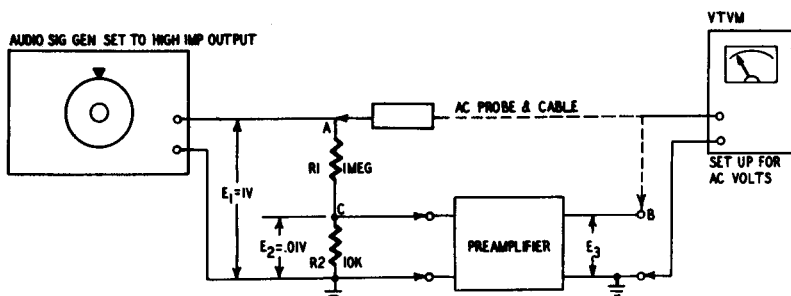 VTVM
AUDIO SIG GEN SET TO HIGH IMP OUTPUT
AC PROBE & CABLE
A
R1 1MEG
SET UP FOR
AC VOLTS
E1=1V
C
B
E2=.01V
PREAMPLIFIER
E3
R2 10K